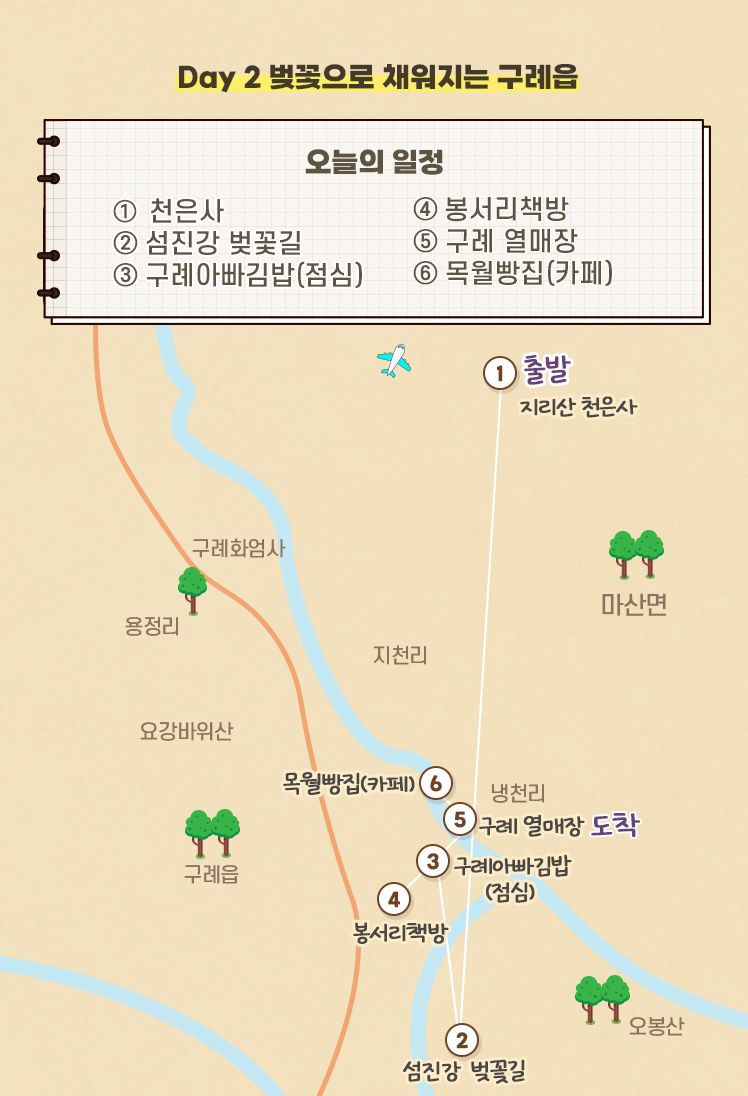 Day 2 벚꽃으로 채워지는 구례읍
오늘의 일정
① 천은사
② 섬진강 벚꽃길
③ 구례아빠김밥(점심)
④ 봉서리책방
⑤ 구례 열매장
⑥ 목월빵집(카페)
1 출발
지리산 천은사
구례화엄사
마산면
용정리
지천리
요강바위산
목월빵집(카페) 6
냉천리
5 구례 열매장 도착
3 구례아빠김밥
(점심)
구례읍
4
봉서리책방
오봉산
2
섬진강 벚꽃길